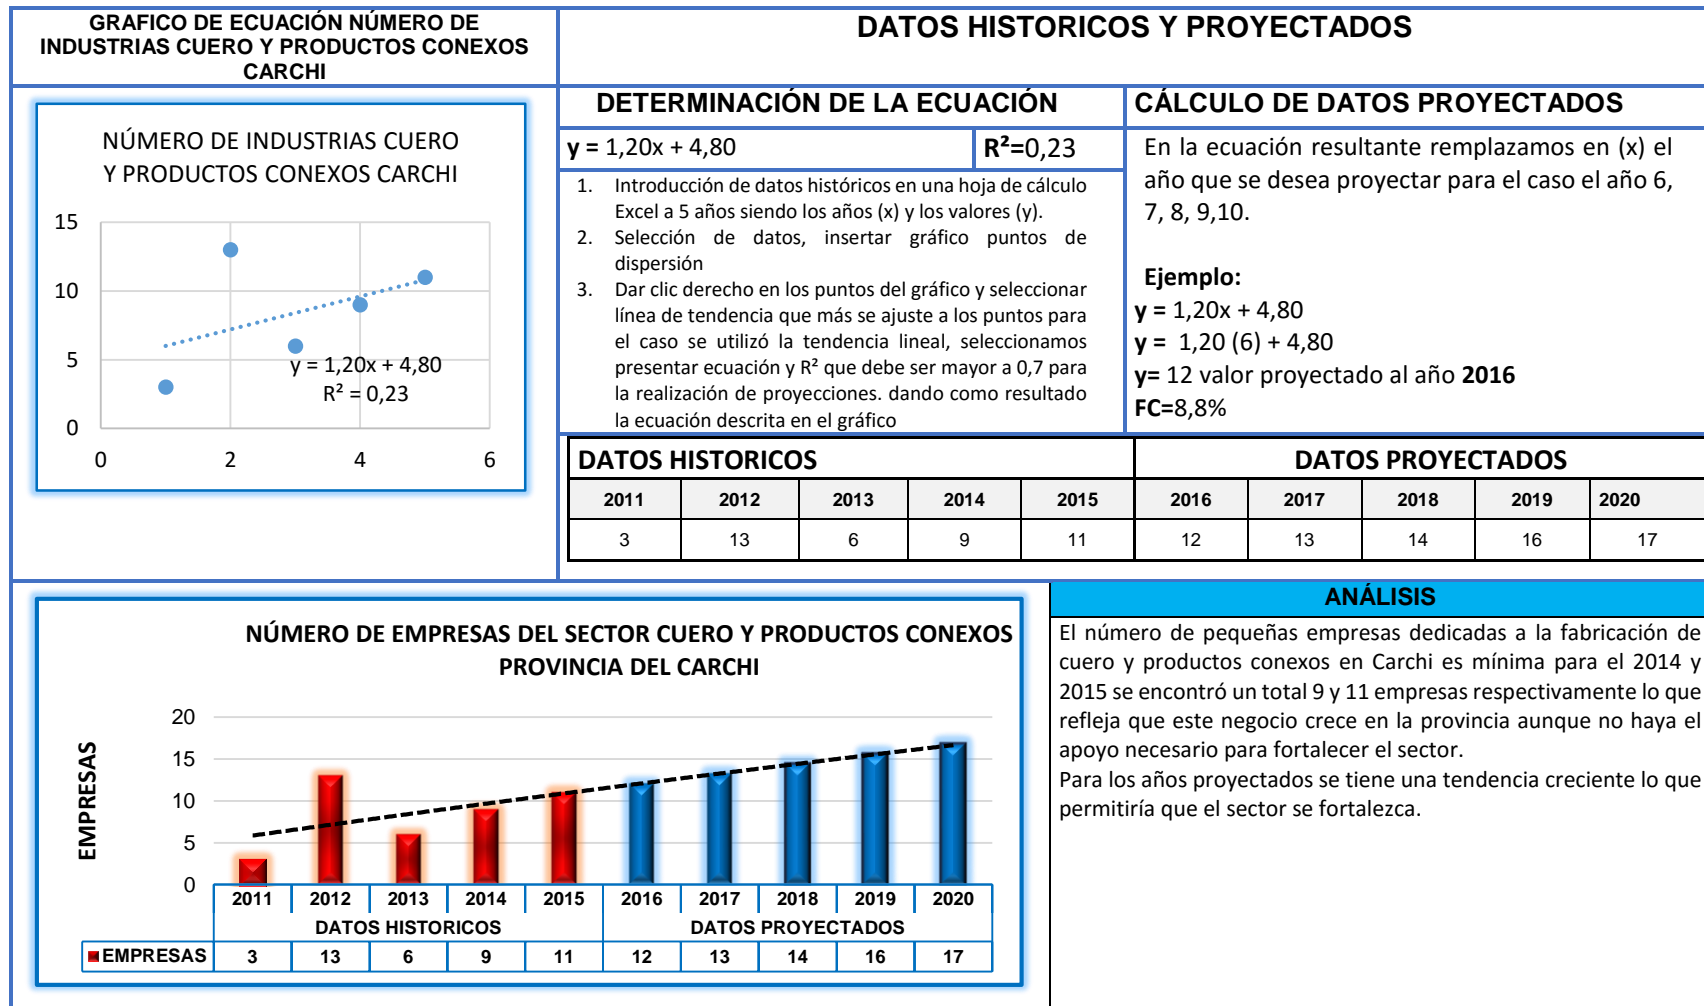 GRAFICO DE ECUACIÓN NÚMERO DE
INDUSTRIAS CUERO Y PRODUCTOS CONEXOS
CARCHI
DATOS HISTORICOS Y PROYECTADOS
NÚMERO DE INDUSTRIAS CUERO
Y PRODUCTOS CONEXOS CARCHI
15
10
5
0
0 2 4 6
y = 1,20x + 4,80
R² = 0,23
DETERMINACIÓN DE LA ECUACIÓN
y = 1,20x + 4,80 R²=0,23
1. Introducción de datos históricos en una hoja de cálculo
Excel a 5 años siendo los años (x) y los valores (y).
2. Selección de datos, insertar gráfico puntos de
dispersión
3. Dar clic derecho en los puntos del gráfico y seleccionar
línea de tendencia que más se ajuste a los puntos para
el caso se utilizó la tendencia lineal, seleccionamos
presentar ecuación y R² que debe ser mayor a 0,7 para
la realización de proyecciones. dando como resultado
la ecuación descrita en el gráfico
CÁLCULO DE DATOS PROYECTADOS
En la ecuación resultante remplazamos en (x) el
año que se desea proyectar para el caso el año 6,
7, 8, 9,10.
Ejemplo:
y = 1,20x + 4,80
y = 1,20 (6) + 4,80
y= 12 valor proyectado al año 2016
FC=8,8%
DATOS HISTORICOS DATOS PROYECTADOS
2011 2012 2013 2014 2015 2016 2017 2018 2019 2020
3 13 6 9 11 12 13 14 16 17
NÚMERO DE EMPRESAS DEL SECTOR CUERO Y PRODUCTOS CONEXOS
PROVINCIA DEL CARCHI
EMPRESAS
20
15
10
5
0
2011 2012 2013 2014 2015 2016 2017 2018 2019 2020
DATOS HISTORICOS DATOS PROYECTADOS
EMPRESAS 3 13 6 9 11 12 13 14 16 17
ANÁLISIS
El número de pequeñas empresas dedicadas a la fabricación de
cuero y productos conexos en Carchi es mínima para el 2014 y
2015 se encontró un total 9 y 11 empresas respectivamente lo que
refleja que este negocio crece en la provincia aunque no haya el
apoyo necesario para fortalecer el sector.
Para los años proyectados se tiene una tendencia creciente lo que
permitiría que el sector se fortalezca.